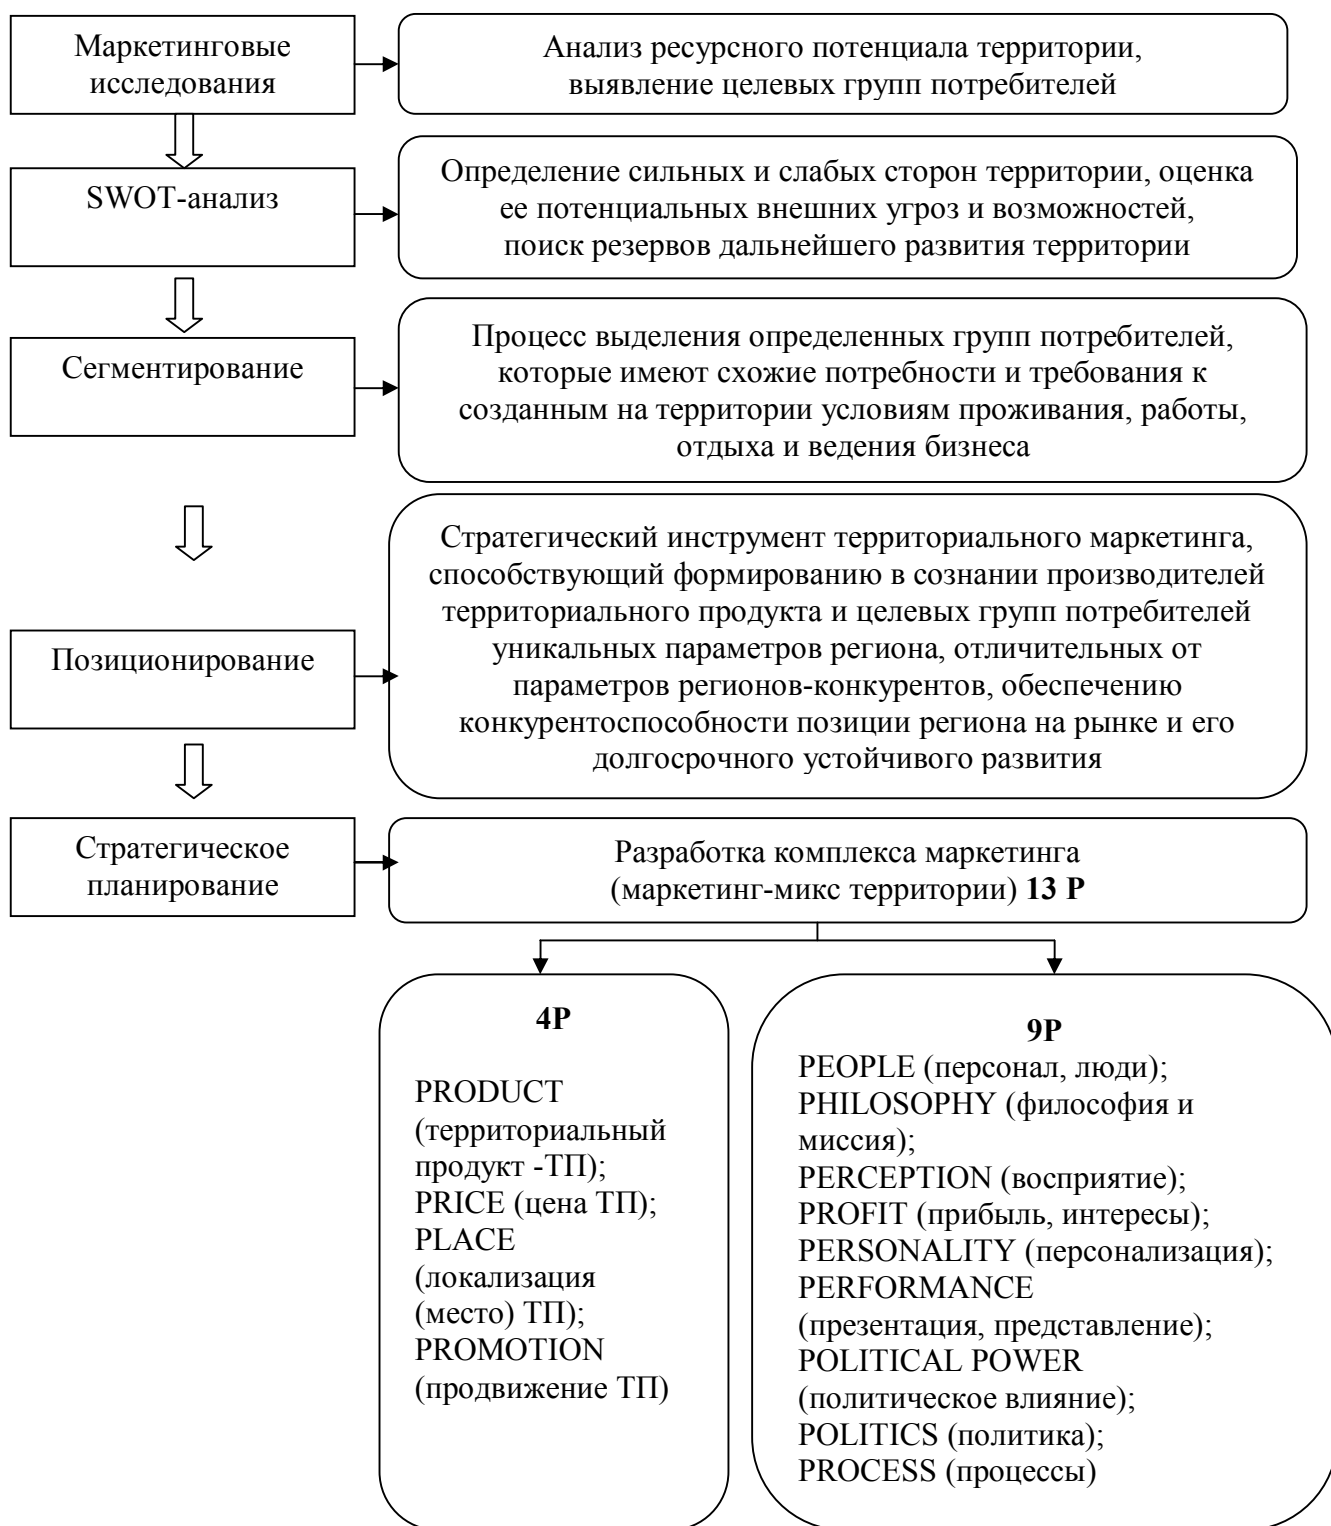 Маркетинговые
исследования
Анализ ресурсного потенциала территории,
выявление целевых групп потребителей
SWOT-анализ
Определение сильных и слабых сторон территории, оценка
ее потенциальных внешних угроз и возможностей,
поиск резервов дальнейшего развития территории
Сегментирование
Процесс выделения определенных групп потребителей,
которые имеют схожие потребности и требования к
созданным на территории условиям проживания, работы,
отдыха и ведения бизнеса
Позиционирование
Стратегический инструмент территориального маркетинга,
способствующий формированию в сознании производителей
территориального продукта и целевых групп потребителей
уникальных параметров региона, отличительных от
параметров регионов-конкурентов, обеспечению
конкурентоспособности позиции региона на рынке и его
долгосрочного устойчивого развития
Стратегическое
планирование
Разработка комплекса маркетинга
(маркетинг-микс территории) 13 P
4P
PRODUCT
(территориальный
продукт -ТП);
PRICE (цена ТП);
PLACE
(локализация
(место) ТП);
PROMOTION
(продвижение ТП)
9P
PEOPLE (персонал, люди);
PHILOSOPHY (философия и
миссия);
PERCEPTION (восприятие);
PROFIT (прибыль, интересы);
PERSONALITY (персонализация);
PERFORMANCE
(презентация, представление);
POLITICAL POWER
(политическое влияние);
POLITICS (политика);
PROCESS (процессы)